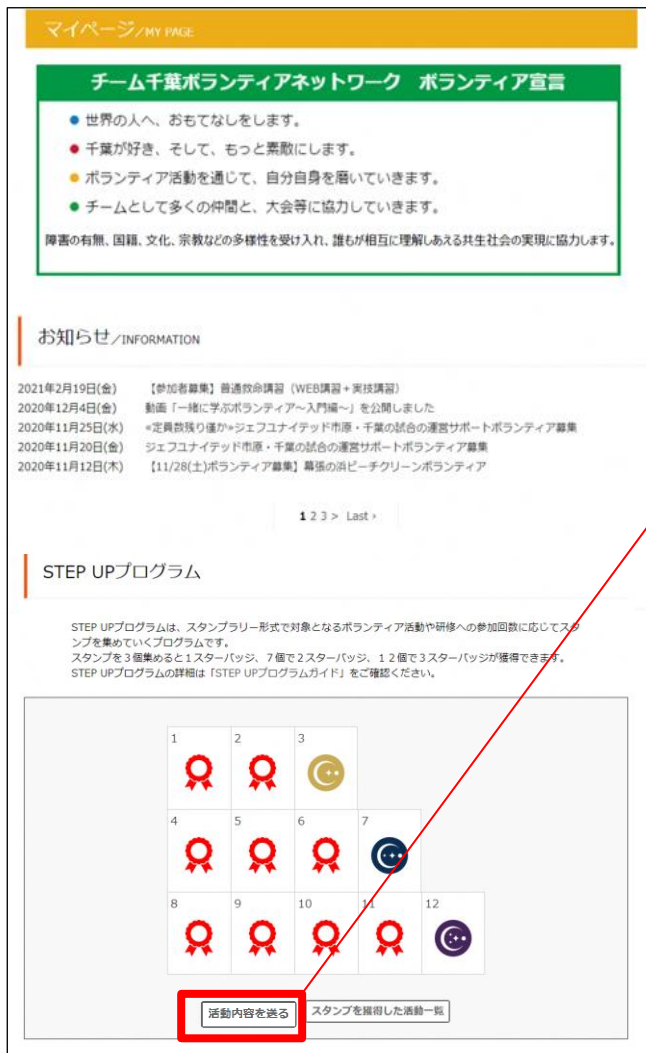 マイページ/MY PAGE
チーム千葉ボランティアネットワーク ボランティア宣言
● 世界の人へ、おもてなしをします。
● 千葉が好き、そして、もっと素敵にします。
● ボランティア活動を通じて、自分自身を磨いていきます。
● チームとして多くの仲間と、大会等に協力していきます。
障害の有無、国籍、文化、宗教などの多様性を受け入れ、誰もが相互に理解しあえる共生社会の実現に協力します。
お知らせ/INFORMATION
2021年2月19日(金) 【参加者募集】普通救命講習（WEB講習+実技講習）
2020年12月4日(金) 動画「一緒に学ぶボランティア～入門編～」を公開しました
2020年11月25日(水) «定員数残り僅か»ジェフユナイテッド市原・千葉の試合の運営サポートボランティア募集
2020年11月20日(金) ジェフユナイテッド市原・千葉の試合の運営サポートボランティア募集
2020年11月12日(木) 【11/28(土)ボランティア募集】幕張の浜ビーチクリーンボランティア
1 2 3 > Last ›
STEP UPプログラム
STEP UPプログラムは、スタンプラリー形式で対象となるボランティア活動や研修への参加回数に応じてスタ
ンプを集めていくプログラムです。
スタンプを３個集めると１スターバッジ、７個で２スターバッジ、１２個で３スターバッジが獲得できます。
STEP UPプログラムの詳細は「STEP UPプログラムガイド」をご確認ください。
1 2 3
4 5 6 7
8 9 10 11 12
活動内容を送る スタンプを獲得した活動一覧